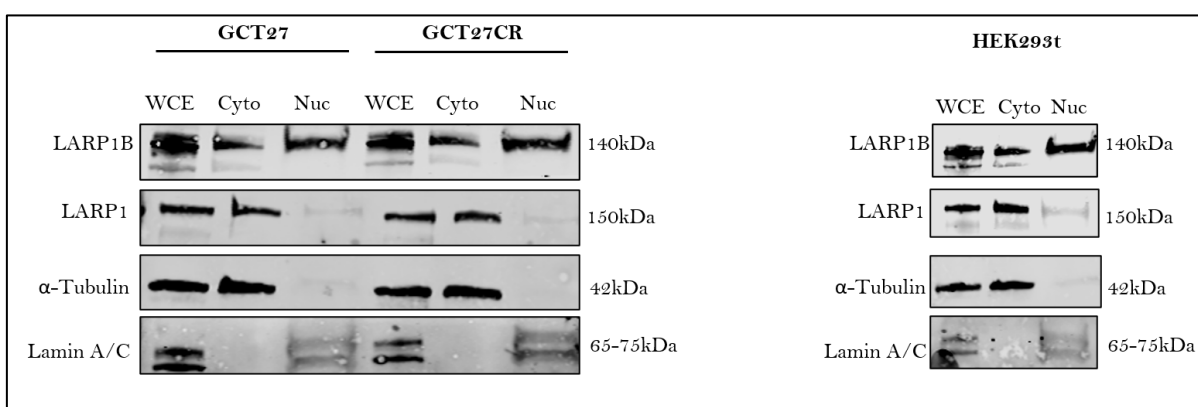 GCT27 GCT27CR HEK293t
WCE Cyto Nuc WCE Cyto Nuc WCE Cyto Nuc
LARP1B 140kDa LARP1B 140kDa
LARP1 150kDa LARP1 150kDa
α-Tubulin 42kDa α-Tubulin 42kDa
Lamin A/C 65-75kDa Lamin A/C 65-75kDa